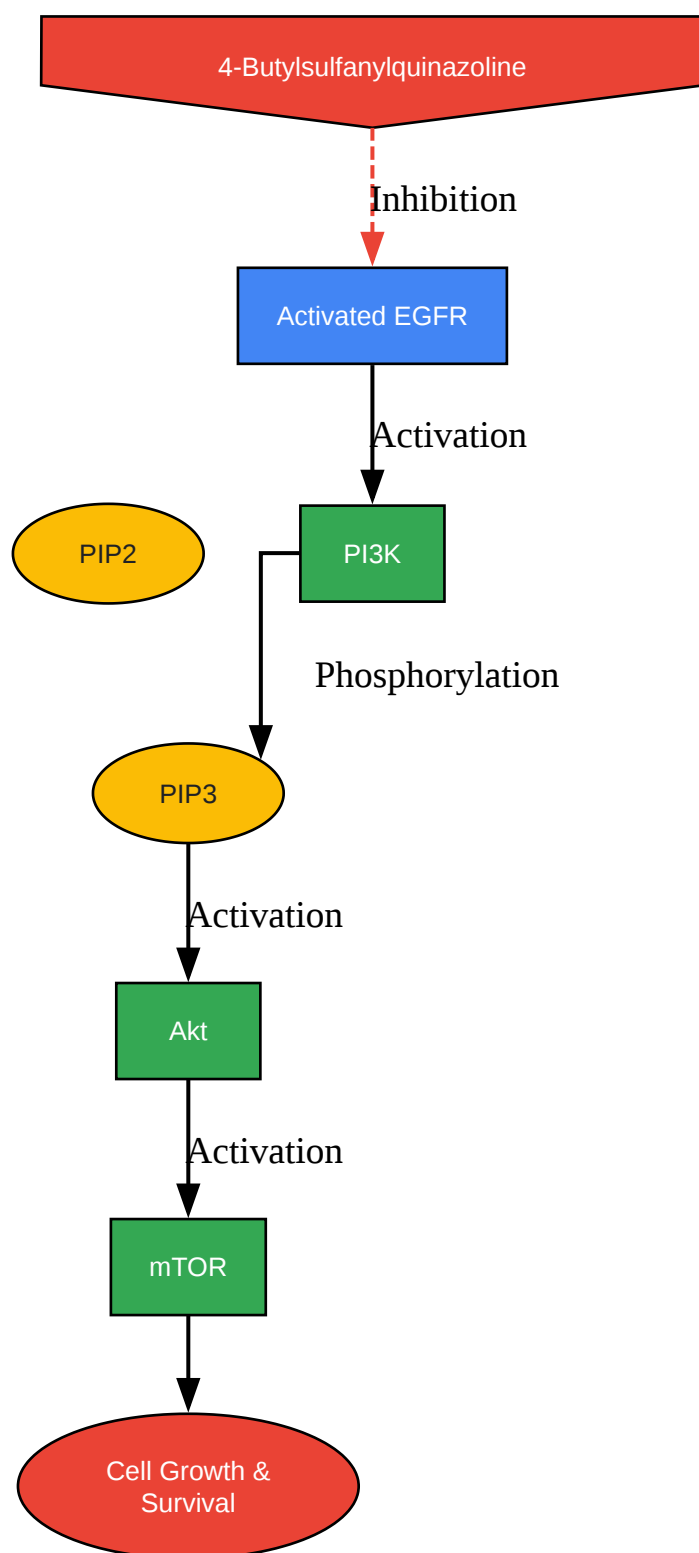 4-Butylsulfanylquinazoline
Inhibition
Activated EGFR
Activation
PIP2
PI3K
Phosphorylation
PIP3
Activation
Akt
Activation
mTOR
Cell Growth &
Survival